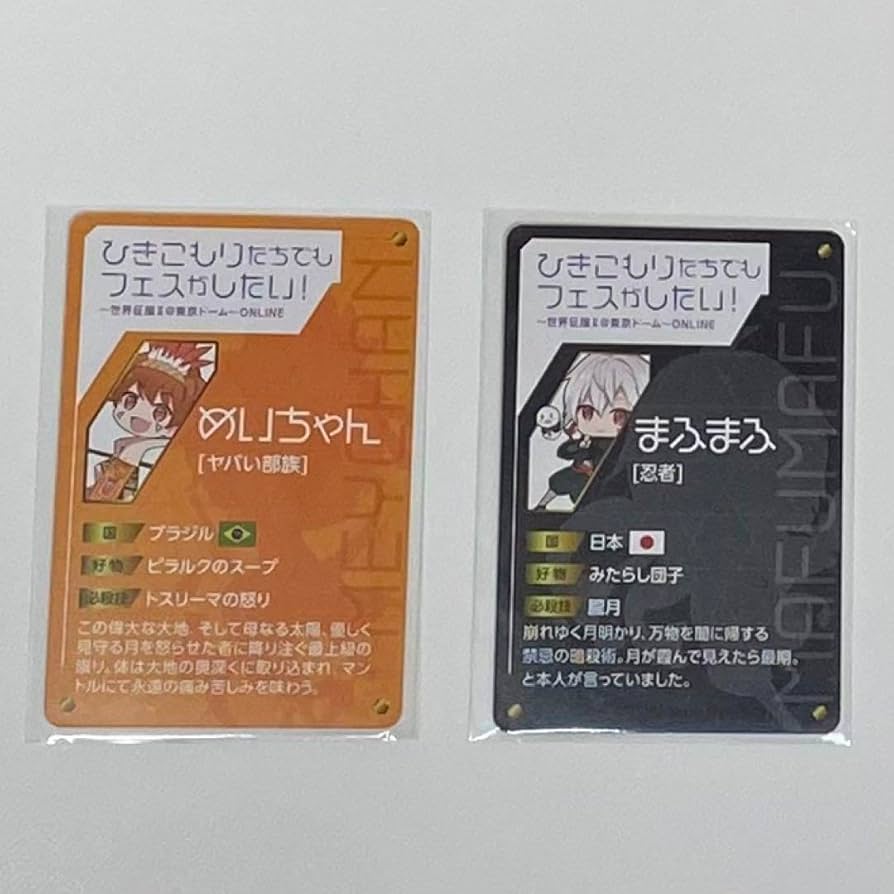 ひきこもりたちでも
フェスがしたい！
～世界征服Ⅱ@東京ドーム～ONLINE
めいちゃん
[ヤバい部族]
国 ブラジル
好物 ピラルクのスープ
必殺技 トスリーマの怒り
この偉大な大地、そして母なる太陽、優しく
見守る月を怒らせた者に降り注ぐ最上級の
祟り。体は大地の奥深くに取り込まれ、マン
トルにて永遠の痛み苦しみを味わう。
MEYCHAN
ひきこもりたちでも
フェスがしたい！
～世界征服Ⅱ@東京ドーム～ONLINE
まふまふ
[忍者]
国 日本
好物 みたらし団子
必殺技 月
崩れゆく月明かり、万物を闇に帰する
禁忌の暗殺術。月が霞んで見えたら最期。
と本人が言っていました。
MAFUMAFU